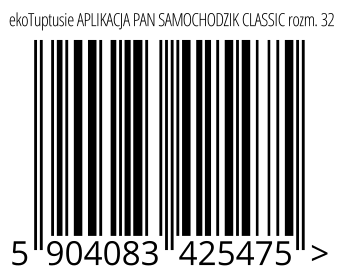 ekoTuptusie APLIKACJA PAN SAMOCHODZIK CLASSIC rozm. 32
5 904083 425475 >